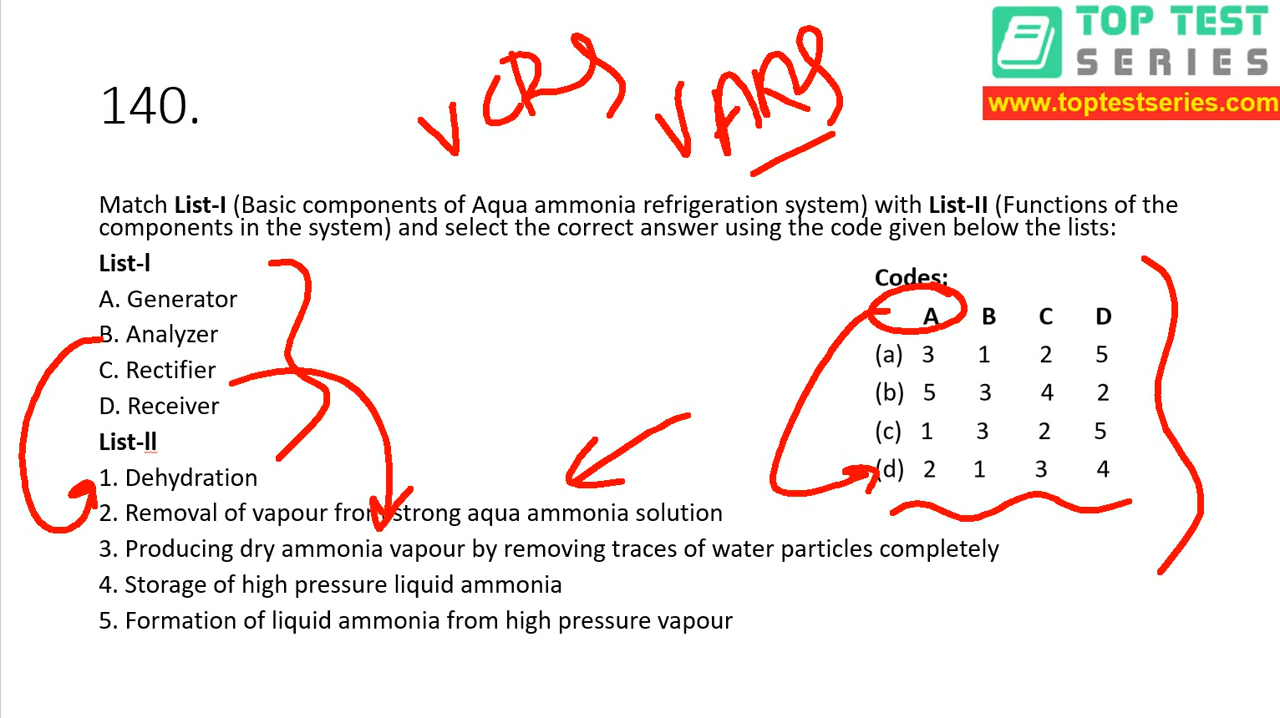 TOP TEST
SERIES
www.toptestseries.com
140.
VCRS VARS
Match List-I (Basic components of Aqua ammonia refrigeration system) with List-II (Functions of the
components in the system) and select the correct answer using the code given below the lists:
List-l
A. Generator
B. Analyzer
C. Rectifier
D. Receiver
List-ll
1. Dehydration
2. Removal of vapour from strong aqua ammonia solution
3. Producing dry ammonia vapour by removing traces of water particles completely
4. Storage of high pressure liquid ammonia
5. Formation of liquid ammonia from high pressure vapour
Codes:
A B C D
(a) 3 1 2 5
(b) 5 3 4 2
(c) 1 3 2 5
(d) 2 1 3 4